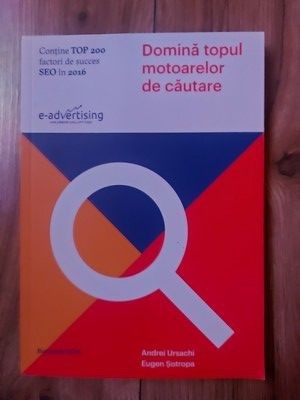 Conține TOP 200
factori de succes
SEO în 2016
Domină topul
motoarelor
de căutare
e-advertising
Andrei Ursachi
Eugen Șotropa